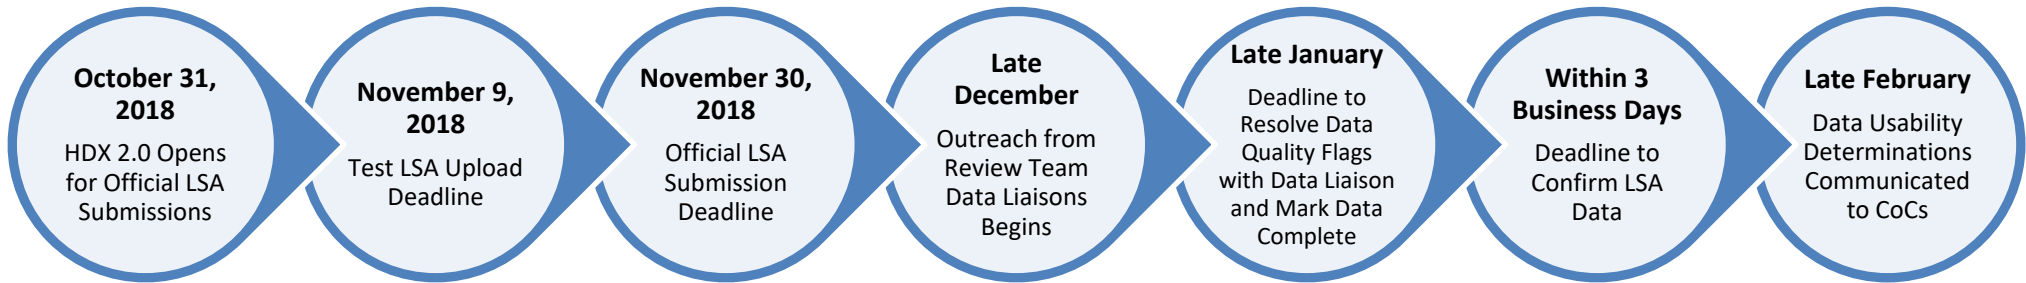 October 31,
2018
HDX 2.0 Opens
for Official LSA
Submissions
November 9,
2018
Test LSA Upload
Deadline
November 30,
2018
Official LSA
Submission
Deadline
Late
December
Outreach from
Review Team
Data Liaisons
Begins
Late January
Deadline to
Resolve Data
Quality Flags
with Data Liaison
and Mark Data
Complete
Within 3
Business Days
Deadline to
Confirm LSA
Data
Late February
Data Usability
Determinations
Communicated
to CoCs